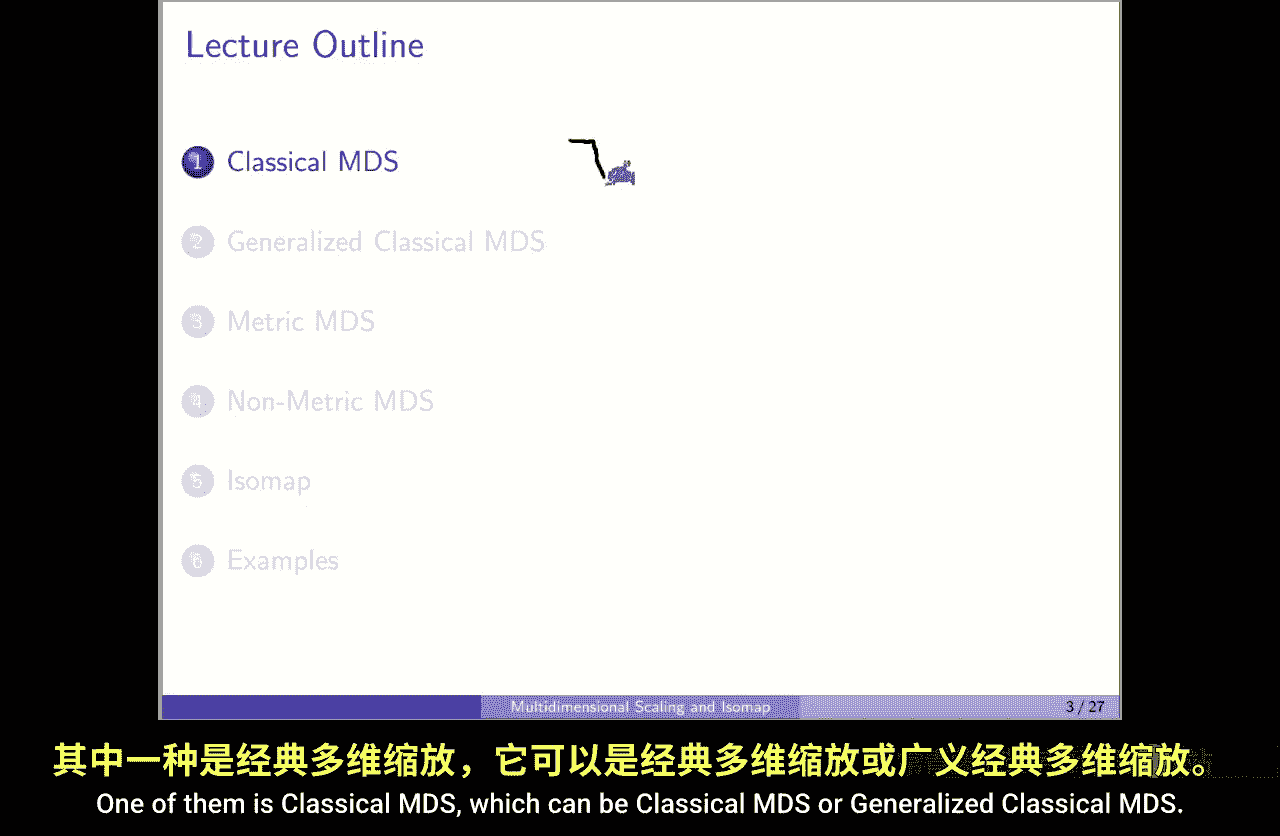 Lecture Outline
1 Classical MDS
2 Generalized Classical MDS
3 Metric MDS
4 Non-Metric MDS
5 Isomap
6 Examples
Multidimensional Scaling and Isomap 3 / 27
其中一种是经典多维缩放，它可以是经典多维缩放或广义经典多维缩放。
One of them is Classical MDS, which can be Classical MDS or Generalized Classical MDS.